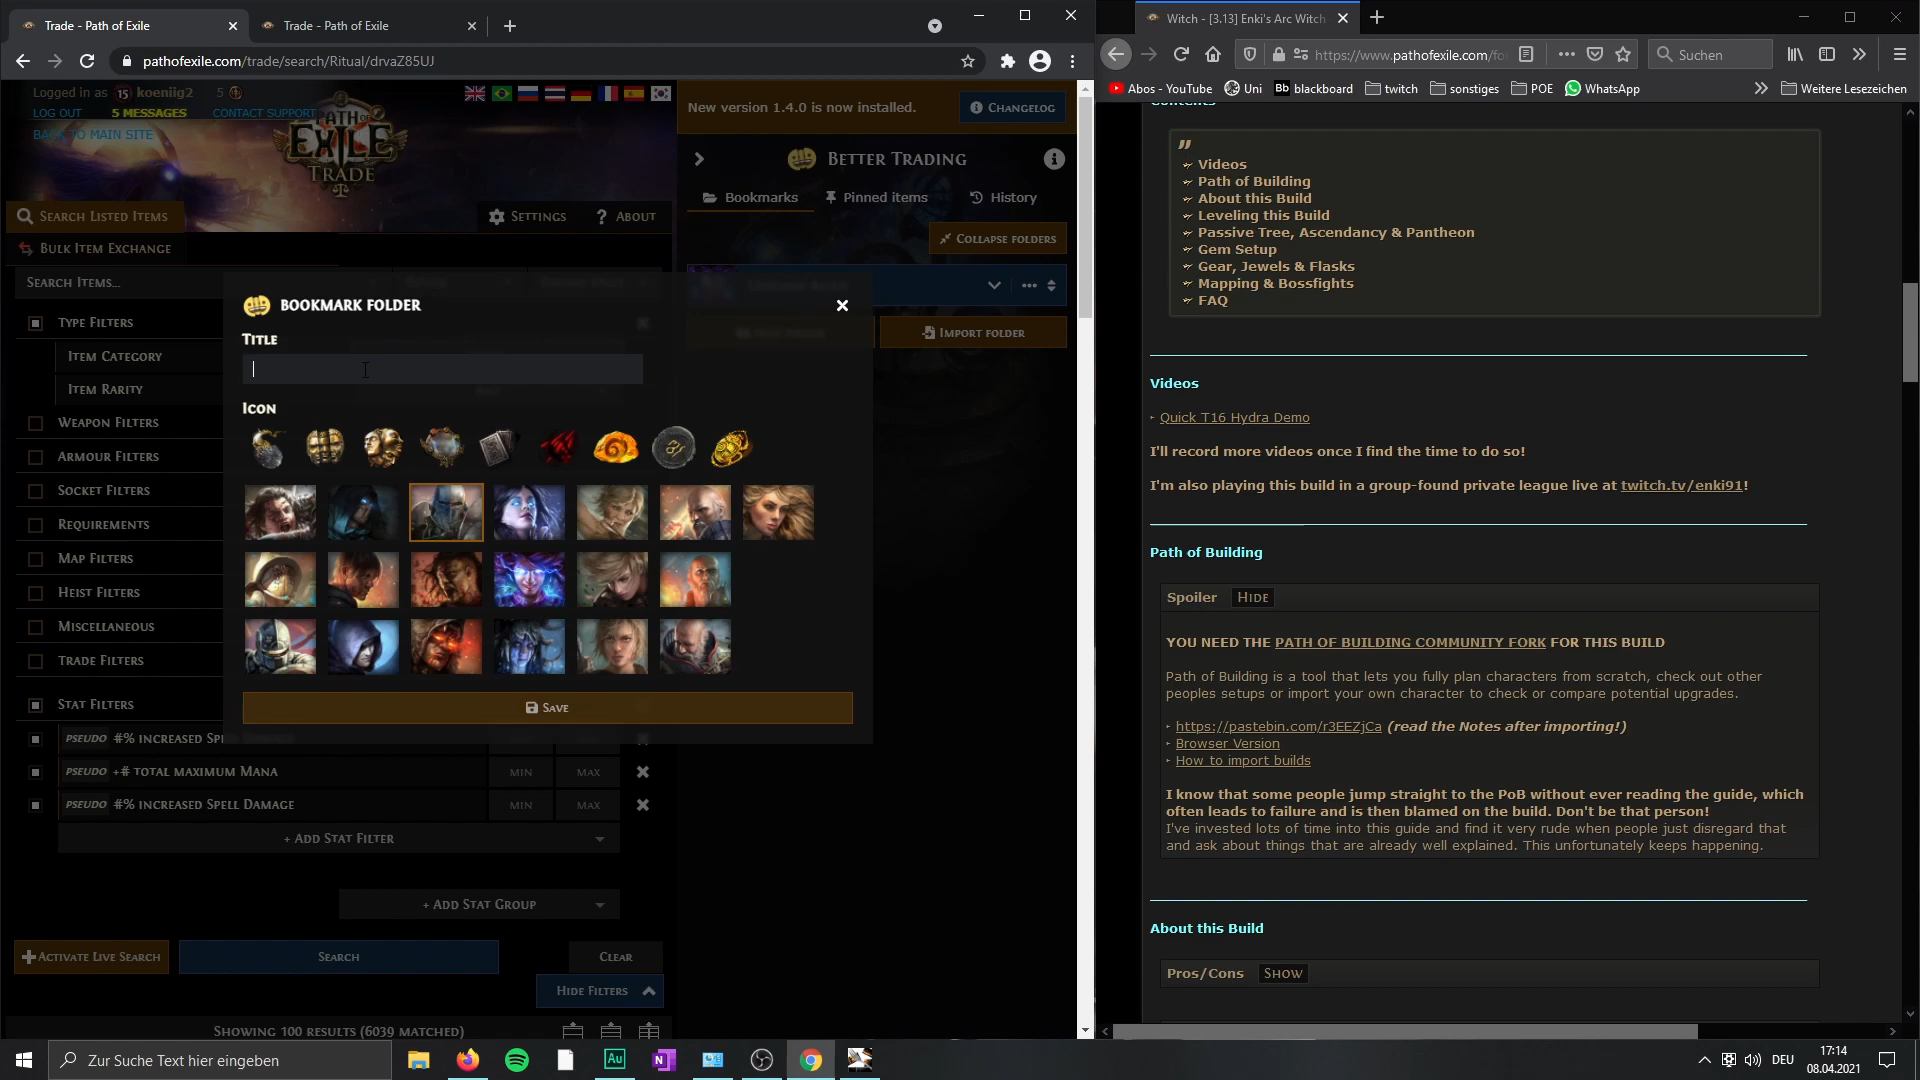 Trade - Path of Exile
Trade - Path of Exile
pathofexile.com/trade/search/Ritual/drvaZ85UJ
Logged in as 15 koeniig2 5
LOG OUT 5 MESSAGES CONTACT SUPPORT
BACK TO MAIN SITE
PATH OF EXILE TRADE
SEARCH LISTED ITEMS
SETTINGS
? ABOUT
BULK ITEM EXCHANGE
SEARCH ITEMS...
TYPE FILTERS
ITEM CATEGORY
ITEM RARITY
WEAPON FILTERS
ARMOUR FILTERS
SOCKET FILTERS
REQUIREMENTS
MAP FILTERS
HEIST FILTERS
MISCELLANEOUS
TRADE FILTERS
STAT FILTERS
PSEUDO #% INCREASED
PSEUDO +# TOTAL MAXIMUM MANA MIN MAX
PSEUDO #% INCREASED SPELL DAMAGE MIN MAX
+ ADD STAT FILTER
+ ADD STAT GROUP
ACTIVATE LIVE SEARCH
SEARCH
CLEAR
HIDE FILTERS
SHOWING 100 RESULTS (6039 MATCHED)
New version 1.4.0 is now installed.
CHANGELOG
BETTER TRADING
Bookmarks
Pinned items
History
COLLAPSE FOLDERS
IMPORT FOLDER
BOOKMARK FOLDER
TITLE
ICON
SAVE
Witch - [3.13] Enki's Arc Witch
https://www.pathofexile.com/fo
Suchen
Abos - YouTube
Uni
Bb blackboard
twitch
sonstiges
POE
WhatsApp
Weitere Lesezeichen
Contents
"
Videos
Path of Building
About this Build
Leveling this Build
Passive Tree, Ascendancy & Pantheon
Gem Setup
Gear, Jewels & Flasks
Mapping & Bossfights
FAQ
Videos
Quick T16 Hydra Demo
I'll record more videos once I find the time to do so!
I'm also playing this build in a group-found private league live at twitch.tv/enki91!
Path of Building
Spoiler HIDE
YOU NEED THE PATH OF BUILDING COMMUNITY FORK FOR THIS BUILD
Path of Building is a tool that lets you fully plan characters from scratch, check out other
peoples setups or import your own character to check or compare potential upgrades.
https://pastebin.com/r3EEZjCa (read the Notes after importing!)
Browser Version
How to import builds
I know that some people jump straight to the PoB without ever reading the guide, which
often leads to failure and is then blamed on the build. Don't be that person!
I've invested lots of time into this guide and find it very rude when people just disregard that
and ask about things that are already well explained. This unfortunately keeps happening.
About this Build
Pros/Cons SHOW
Zur Suche Text hier eingeben
Au
N
DEU
17:14
08.04.2021